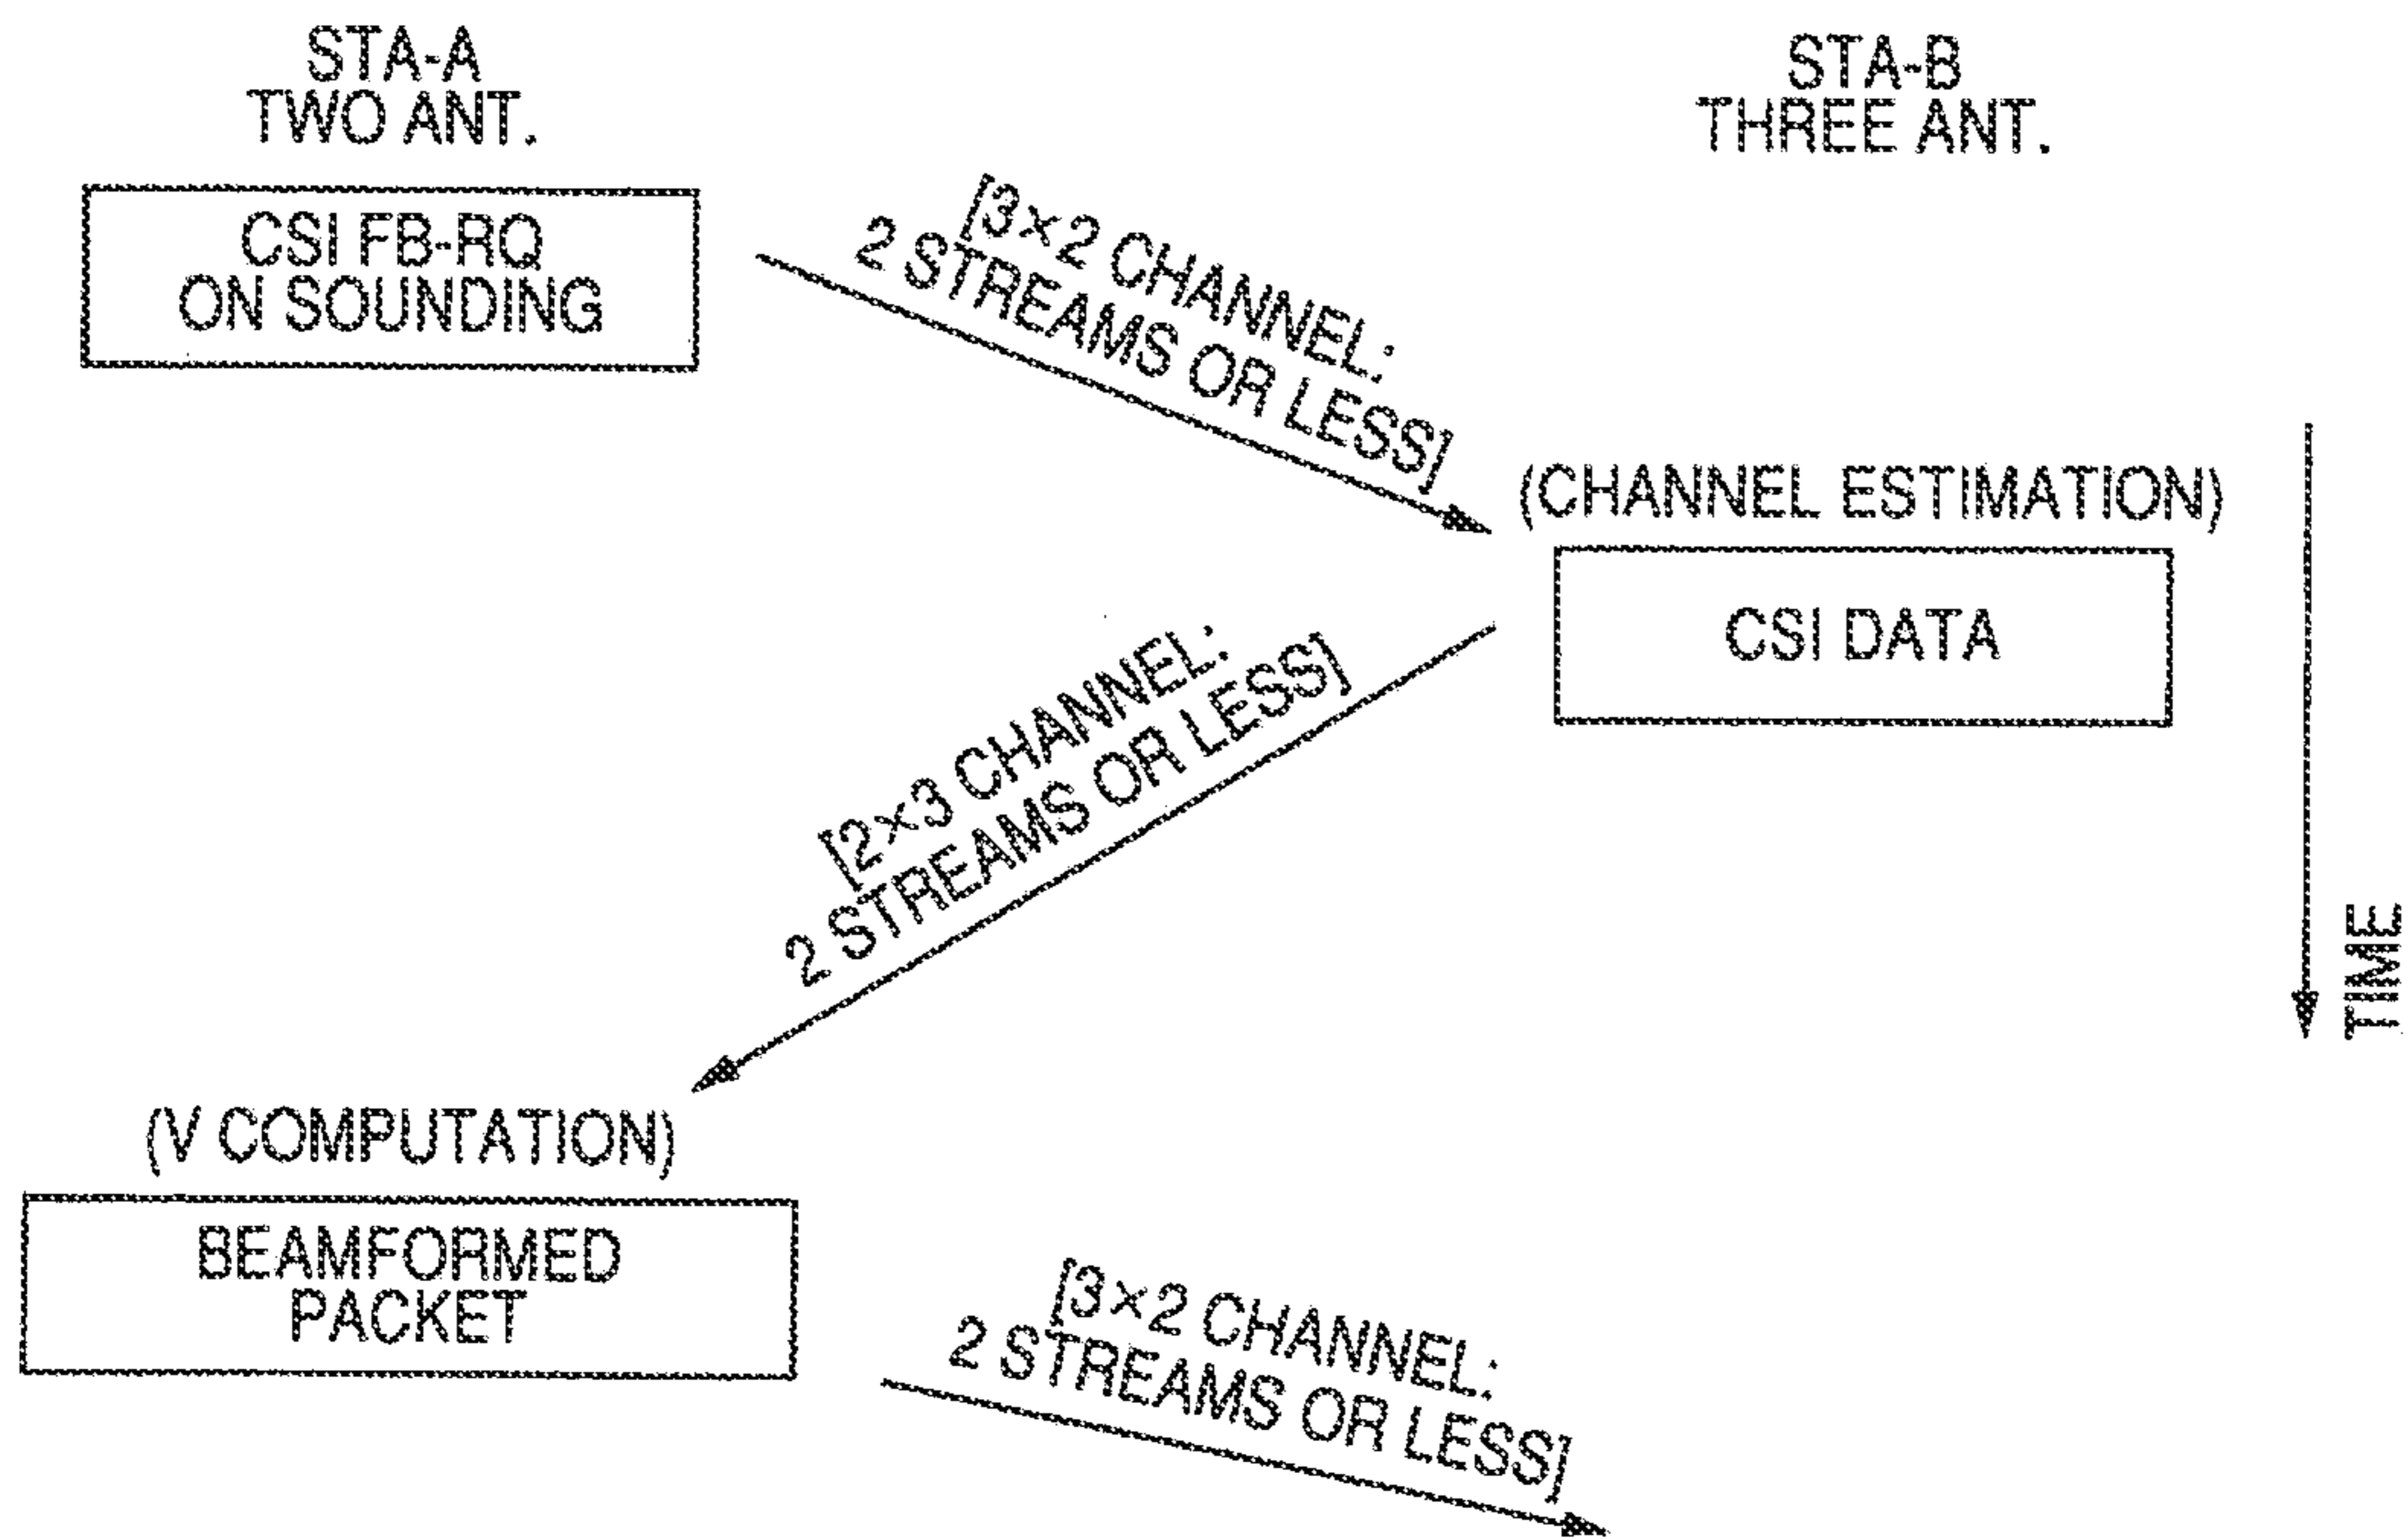 STA-A
TWO ANT.
STA-B
THREE ANT.
CSI FB-RQ
ON SOUNDING
[3×2 CHANNEL:
2 STREAMS OR LESS]
(CHANNEL ESTIMATION)
CSI DATA
[2×3 CHANNEL:
2 STREAMS OR LESS]
TIME
(V COMPUTATION)
BEAMFORMED
PACKET
[3×2 CHANNEL:
2 STREAMS OR LESS]